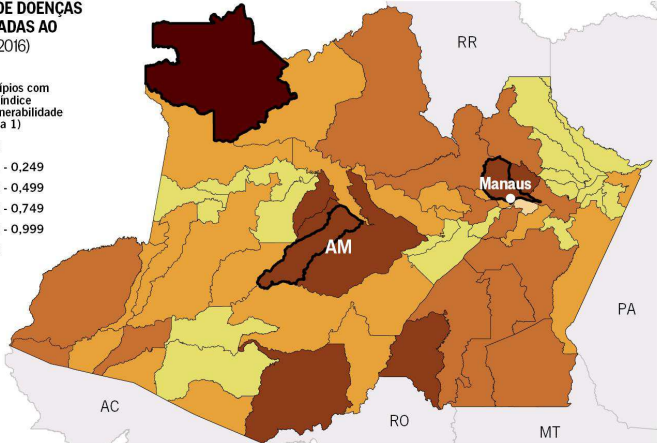 DE DOENÇAS
ADAS AO
2016)
ípios com
índice
nerabilidade
a 1)
- 0,249
- 0,499
- 0,749
- 0,999
RR
Manaus
AM
PA
AC
RO
MT